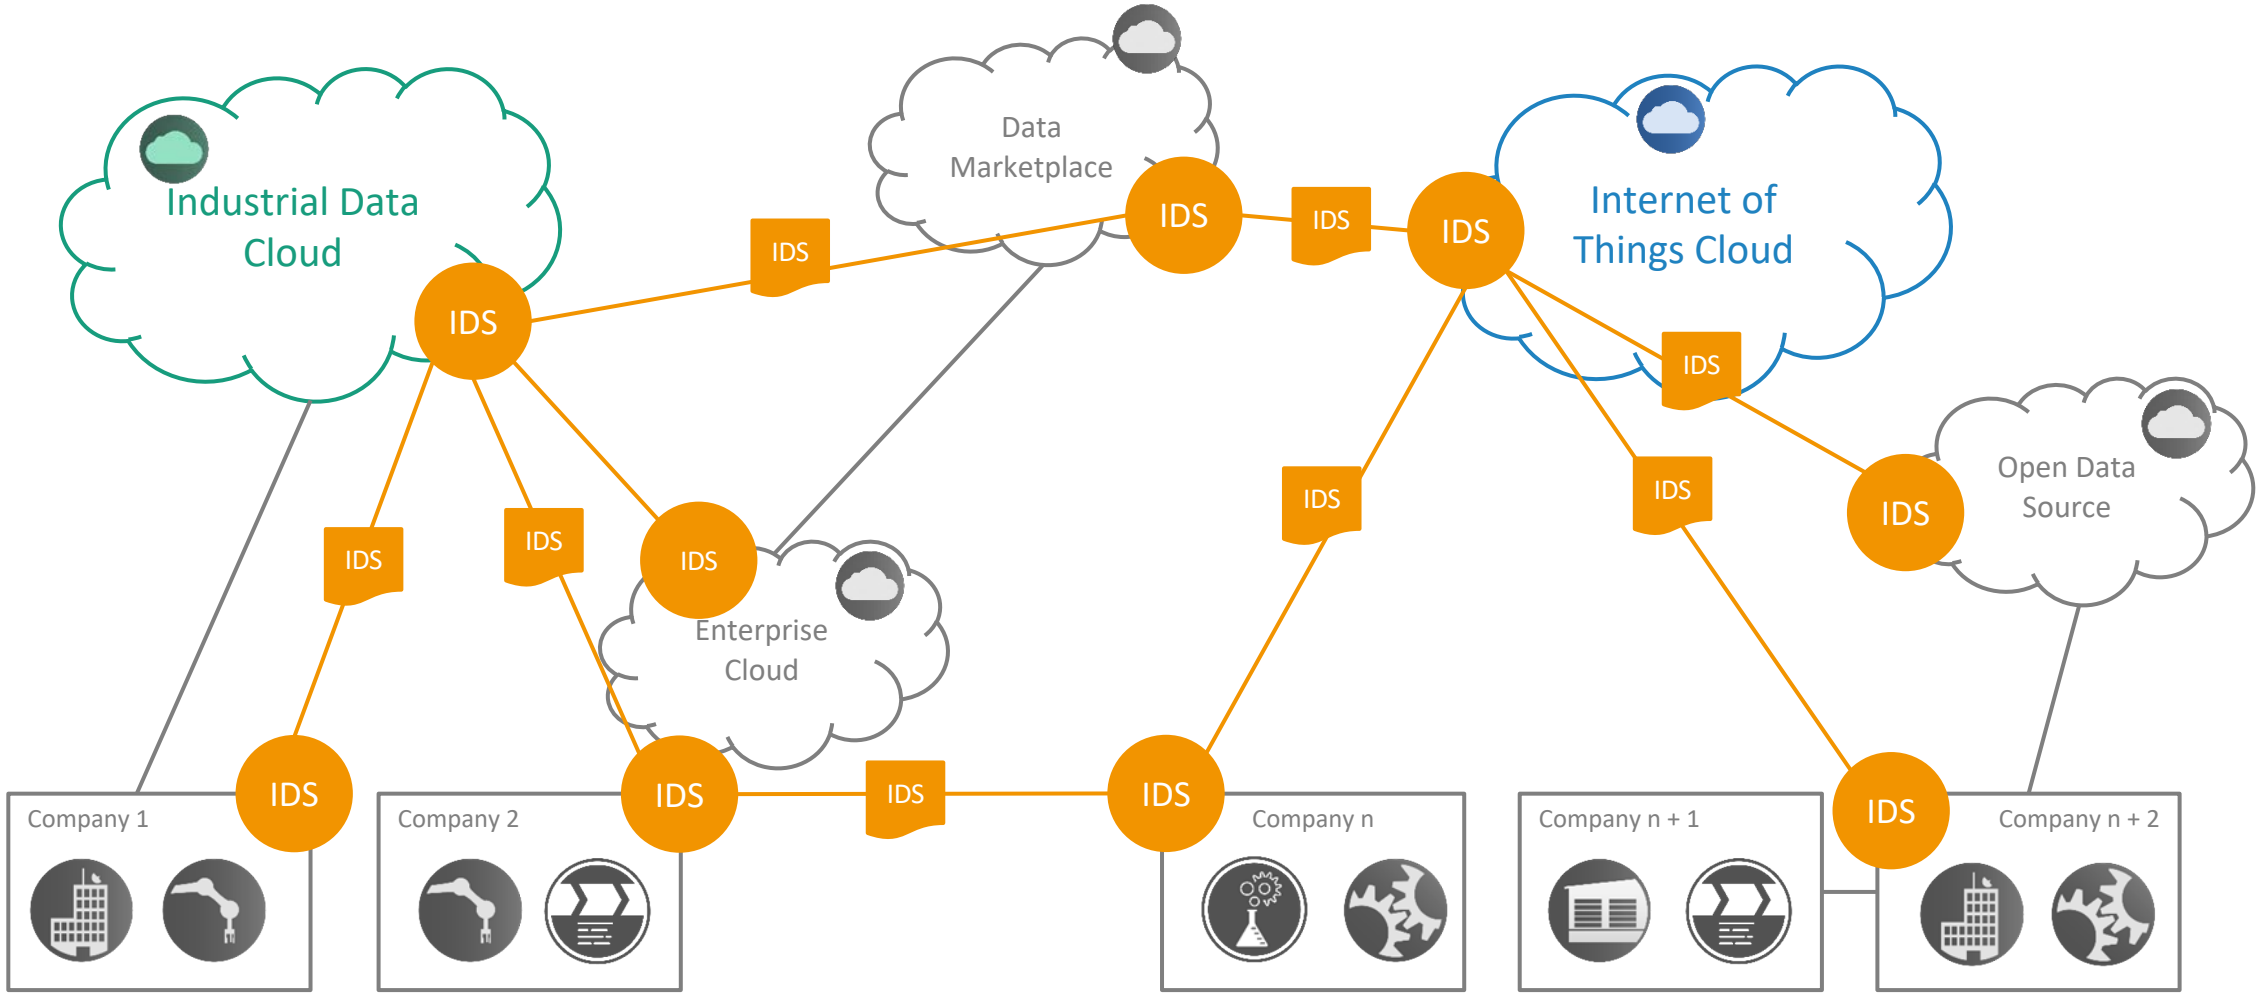 Data
Marketplace
Industrial Data
Cloud
Internet of
Things Cloud
IDS
IDS
IDS
IDS
IDS
IDS
Open Data
Source
IDS
IDS
IDS
IDS
IDS
IDS
IDS
Enterprise
Cloud
IDS
IDS
IDS
IDS
IDS
Company 1
Company 2
Company n
Company n + 1
Company n + 2